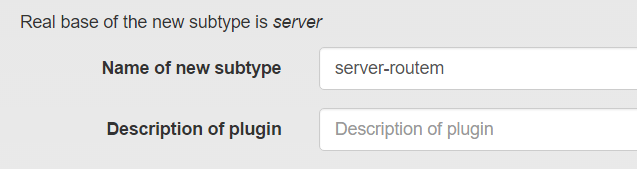 Real base of the new subtype is server
Name of new subtype server-routem
Description of plugin Description of plugin